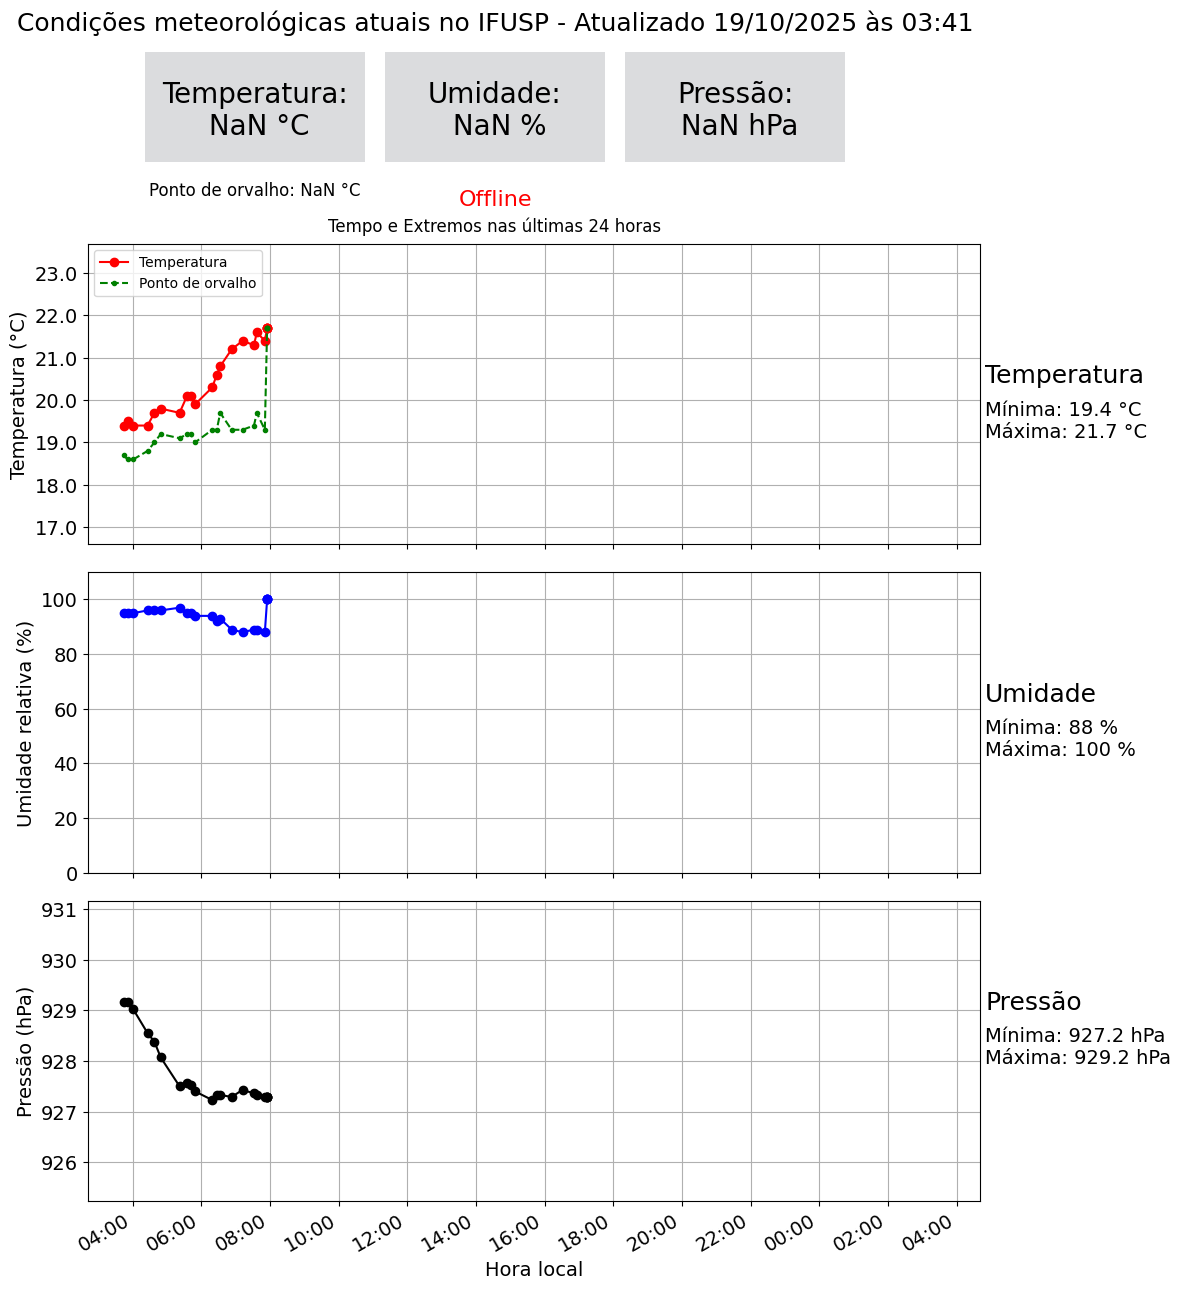 Condições meteorológicas atuais no IFUSP - Atualizado 19/10/2025 às 03:41
Temperatura:
NaN °C
Umidade:
NaN %
Pressão:
NaN hPa
Ponto de orvalho: NaN °C
Offline
Tempo e Extremos nas últimas 24 horas
Temperatura
Ponto de orvalho
Temperatura (°C)
23.0
22.0
21.0
20.0
19.0
18.0
17.0
Temperatura
Mínima: 19.4 °C
Máxima: 21.7 °C
Umidade relativa (%)
100
80
60
40
20
0
Umidade
Mínima: 88 %
Máxima: 100 %
Pressão (hPa)
931
930
929
928
927
926
Pressão
Mínima: 927.2 hPa
Máxima: 929.2 hPa
04:00 06:00 08:00 10:00 12:00 14:00 16:00 18:00 20:00 22:00 00:00 02:00 04:00
Hora local